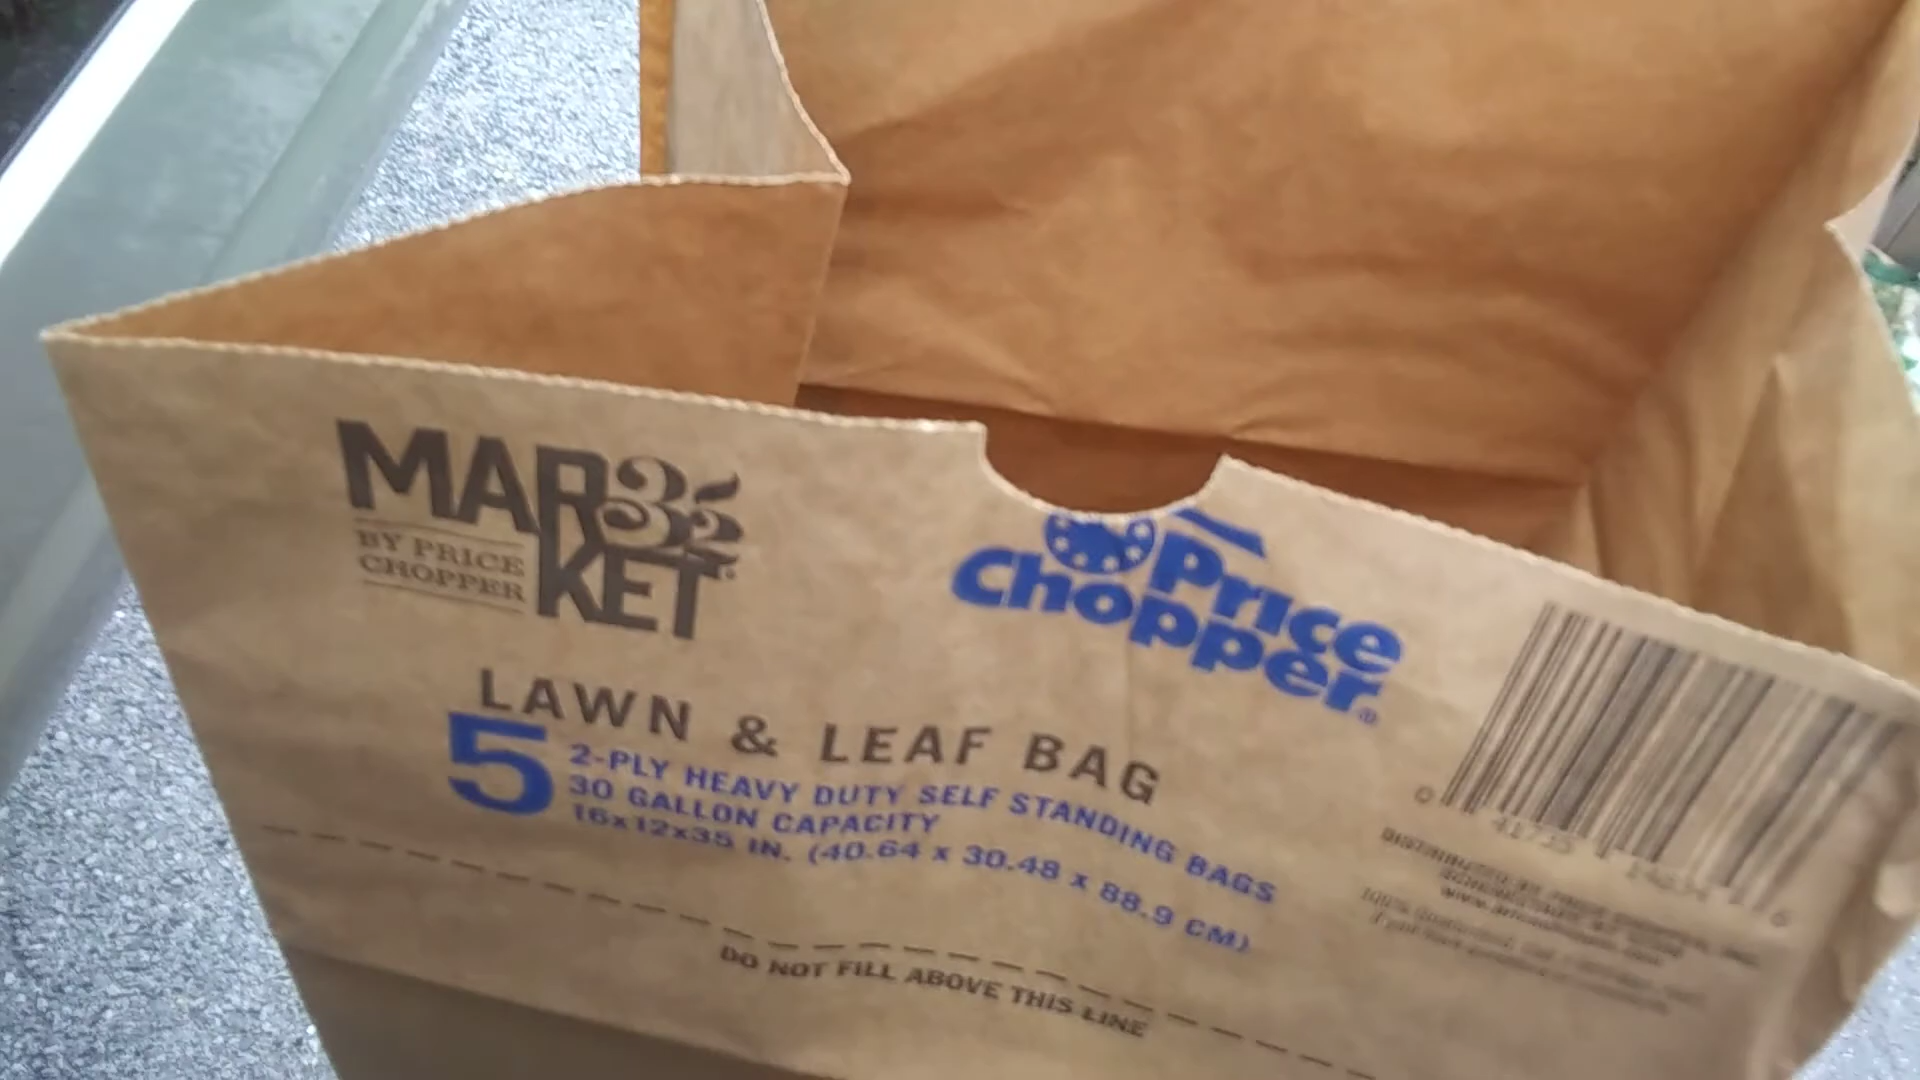 MAR32
KET
BY PRICE
CHOPPER
Price
Chopper®
LAWN & LEAF BAG
5
2-PLY HEAVY DUTY SELF STANDING BAGS
30 GALLON CAPACITY
16x12x35 IN. (40.64 x 30.48 x 88.9 CM)
DO NOT FILL ABOVE THIS LINE